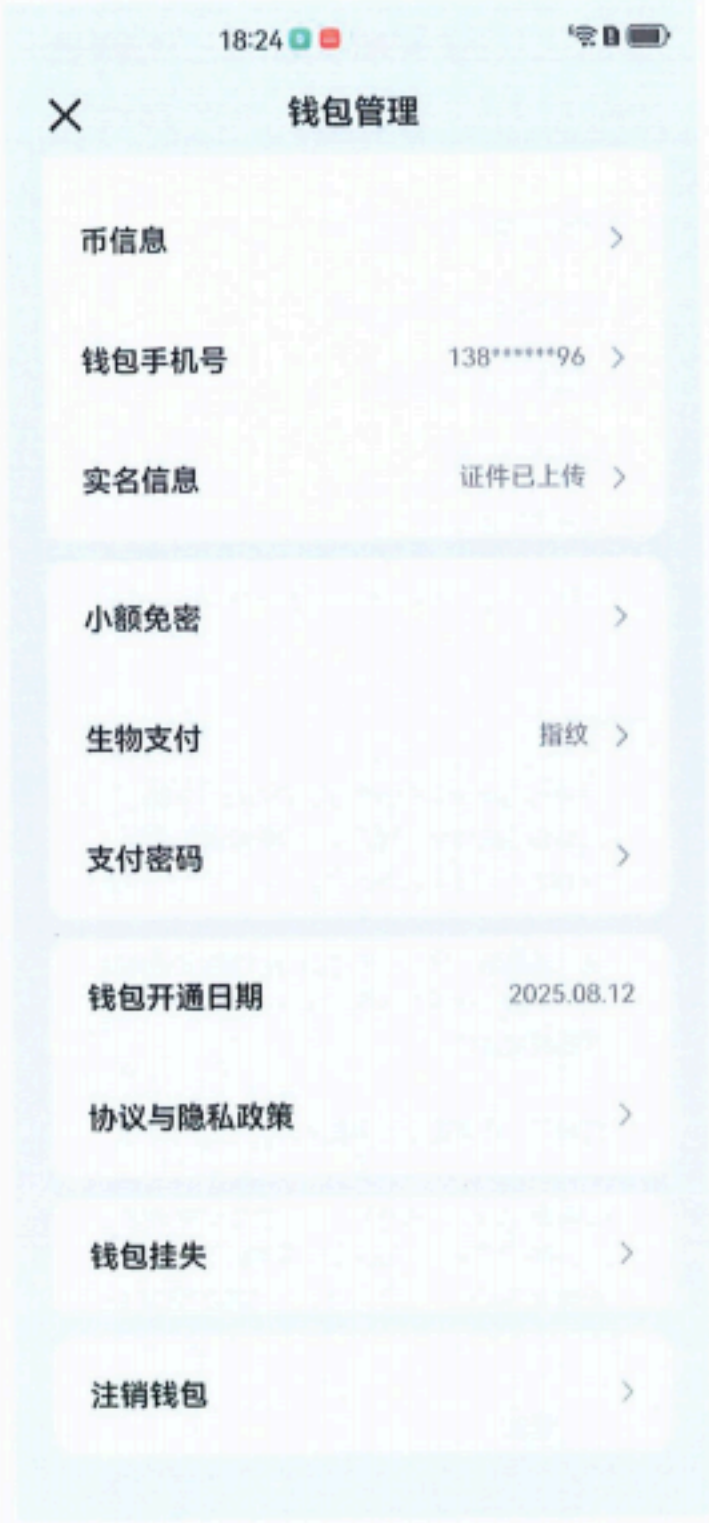 18:24
钱包管理
币信息
钱包手机号 138******96
实名信息 证件已上传
小额免密
生物支付 指纹
支付密码
钱包开通日期 2025.08.12
协议与隐私政策
钱包挂失
注销钱包